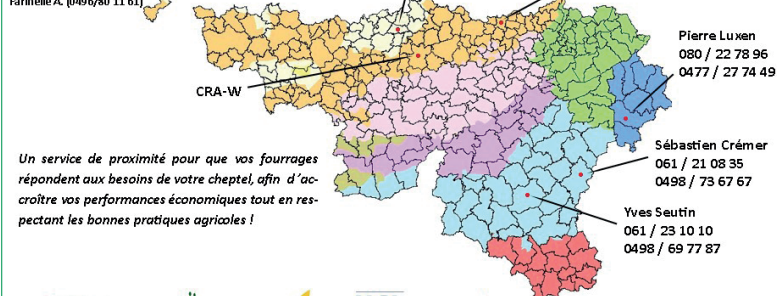 Farinelle A. (0496/80 11 61)
Pierre Luxen
080 / 22 78 96
0477 / 27 74 49
CRA-W
Un service de proximité pour que vos fourrages
répondent aux besoins de votre cheptel, afin d´ac-
croître vos performances économiques tout en res-
pectant les bonnes pratiques agricoles !
Sébastien Crémer
061 / 21 08 35
0498 / 73 67 67
Yves Seutin
061 / 23 10 10
0498 / 69 77 87